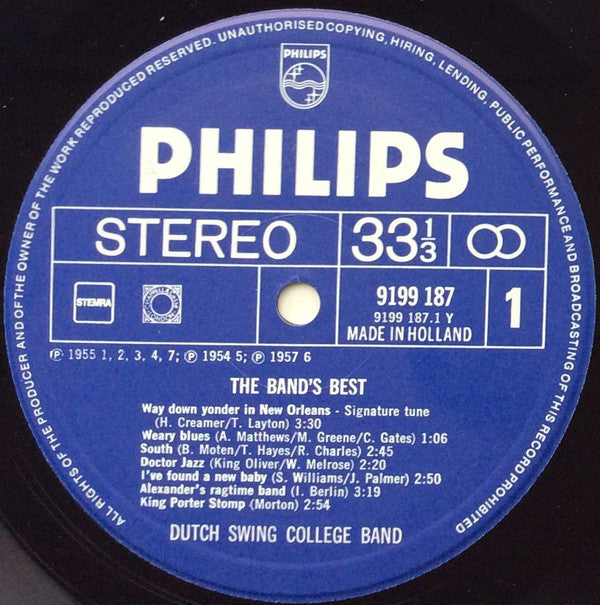 ALL RIGHTS OF THE PRODUCER AND OF THE OWNER OF THE WORK REPRODUCED RESERVED. UNAUTHORISED COPYING, HIRING, LENDING, PUBLIC PERFORMANCE AND BROADCASTING OF THIS RECORD PROHIBITED
PHILIPS
PHILIPS
STEREO 33⅓
STEMRA
9199 187
9199 187.1 Y
MADE IN HOLLAND
1
Ⓟ 1955 1, 2, 3, 4, 7; Ⓟ 1954 5; Ⓟ 1957 6
THE BAND'S BEST
Way down yonder in New Orleans - Signature tune
(H. Creamer/T. Layton) 3:30
Weary blues (A. Matthews/M. Greene/C. Gates) 1:06
South (B. Moten/T. Hayes/R. Charles) 2:45
Doctor Jazz (King Oliver/W. Melrose) 2:20
I've found a new baby (S. Williams/J. Palmer) 2:50
Alexander's ragtime band (I. Berlin) 3:19
King Porter Stomp (Morton) 2:54
DUTCH SWING COLLEGE BAND